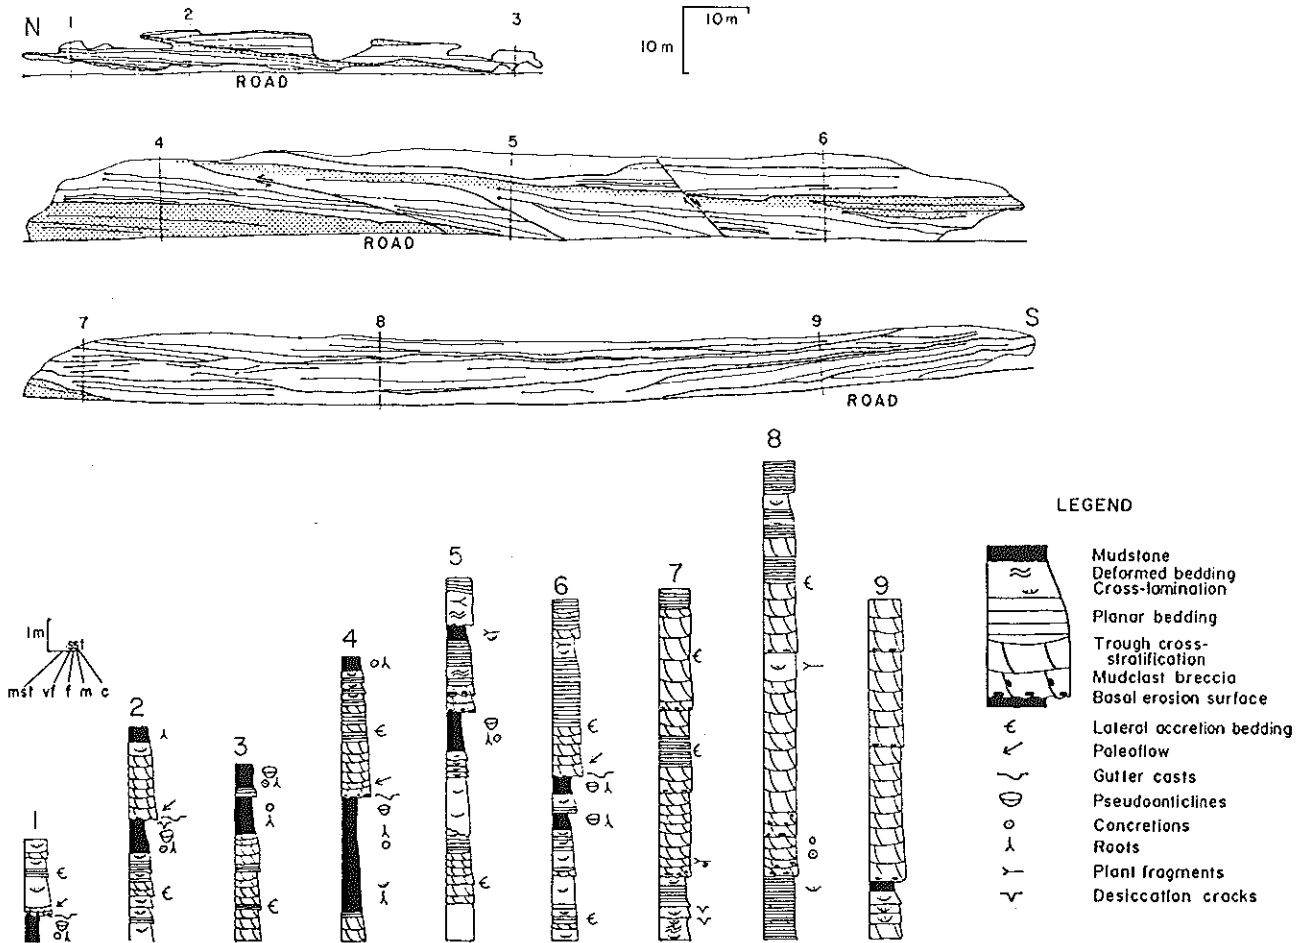 N 1 2 3 10m
10m
ROAD
4 5 6
ROAD
7 8 9 S
ROAD
8
LEGEND
5
6 7 9
1m
sst
mst vf f m c
4
2
3
1
Mudstone
Deformed bedding
Cross-lamination
Planar bedding
Trough cross-
stratification
Mudclast breccia
Basal erosion surface
Lateral accretion bedding
Paleoflow
Gutter casts
Pseudoanticlines
Concretions
Roots
Plant fragments
Desiccation cracks